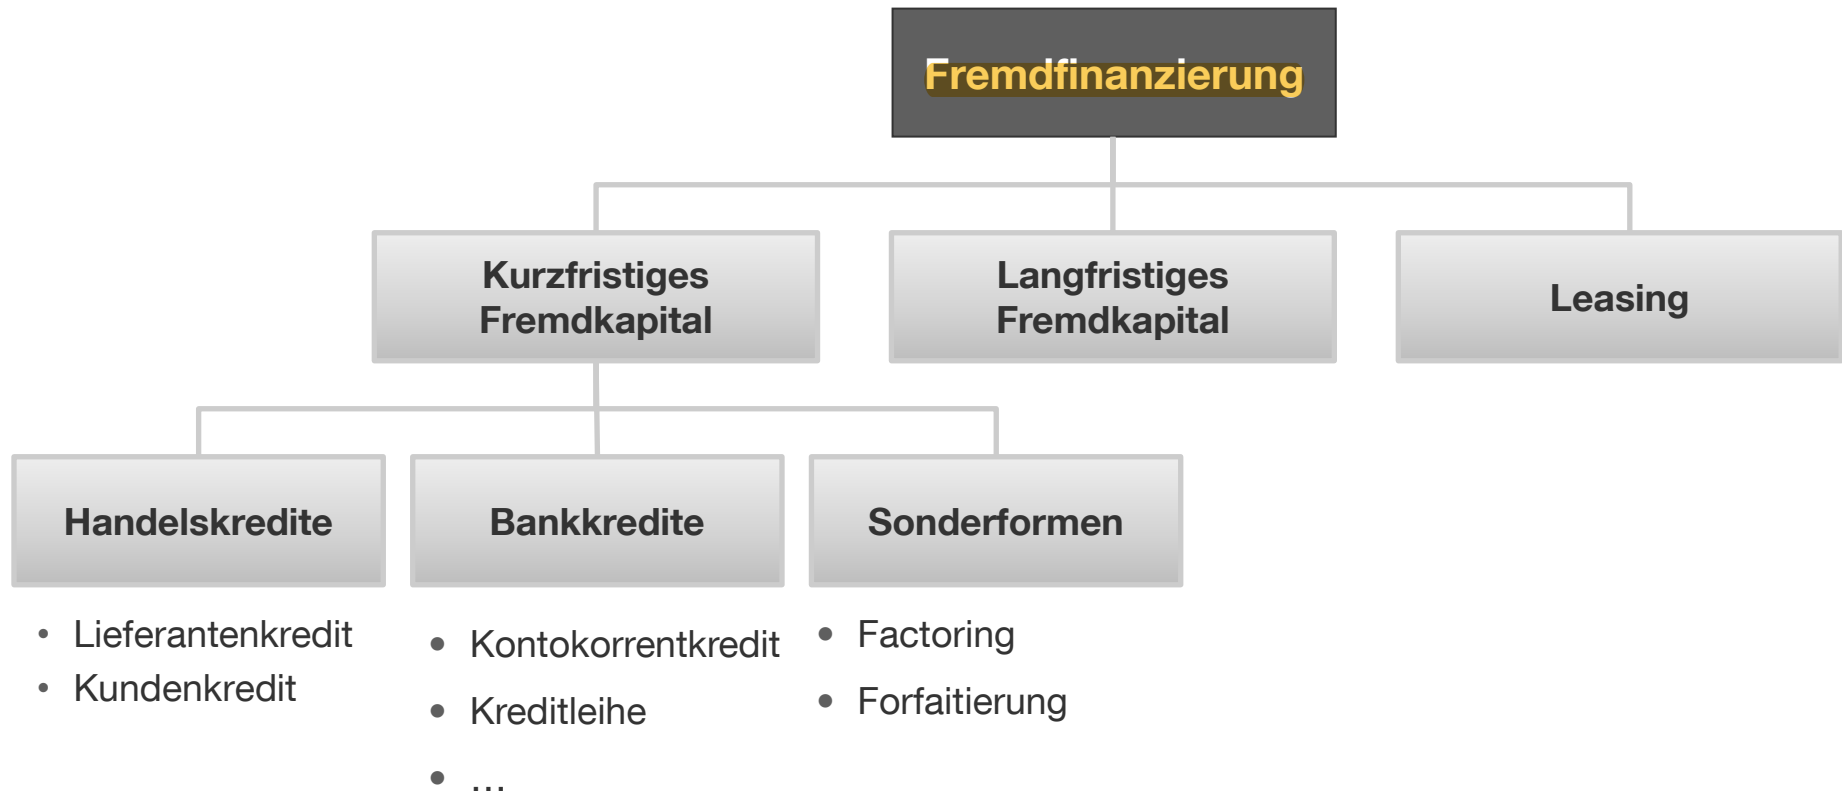 Fremdfinanzierung
Kurzfristiges
Fremdkapital
Langfristiges
Fremdkapital
Leasing
Handelskredite
Bankkredite
Sonderformen
• Lieferantenkredit
• Kundenkredit
• Kontokorrentkredit
• Kreditleihe
• ...
• Factoring
• Forfaitierung